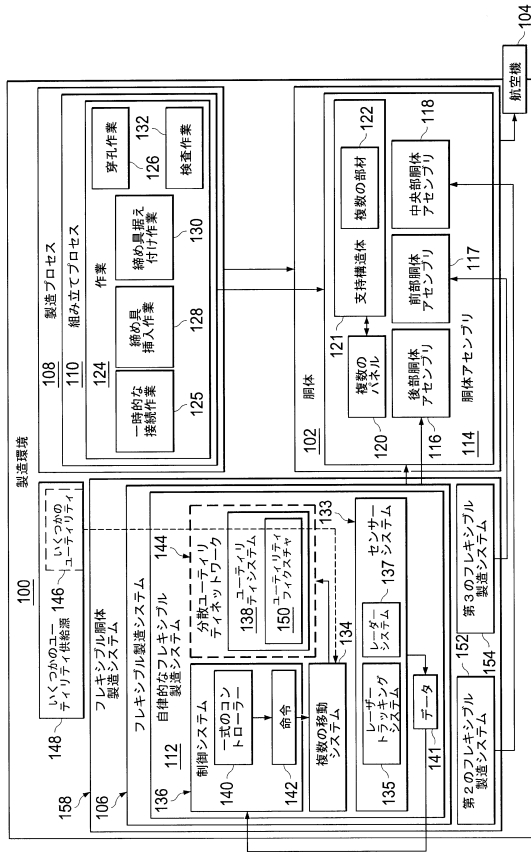 製造環境
100
いくつかのユー
ティリティ供給源
148
いくつかの
ユーティリティ
146
製造プロセス
108
組み立てプロセス
110
作業
124
一時的な
接続作業
125
締め具
挿入作業
128
締め具据え
付け作業
130
穿孔作業
126
検査作業
132
158
フレキシブル胴体
製造システム
106
フレキシブル製造システム
自律的なフレキシブル
製造システム
112
制御システム
136
一式のコン
トローラー
140
命令
142
144
分散ユーティリ
ティネットワーク
ユーティリ
ティシステム
138
ユーティリティ
フィクスチャ
150
複数の移動
システム
134
133
センサー
システム
レーザー
トラッキング
システム
135
レーダーシステム
137
データ
141
第2のフレキシブル
製造システム
152
第3のフレキシブル
製造システム
154
胴体
102
複数の
パネル
120
支持構造体
121
複数の部材
122
後部胴体
アセンブリ
116
前部胴体
アセンブリ
117
中央部胴体
アセンブリ
118
胴体アセンブリ
114
航空機
104